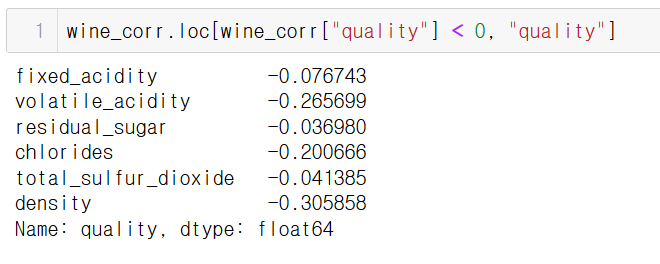 1 wine_corr.loc[wine_corr["quality"] < 0, "quality"]
fixed_acidity -0.076743
volatile_acidity -0.265699
residual_sugar -0.036980
chlorides -0.200666
total_sulfur_dioxide -0.041385
density -0.305858
Name: quality, dtype: float64